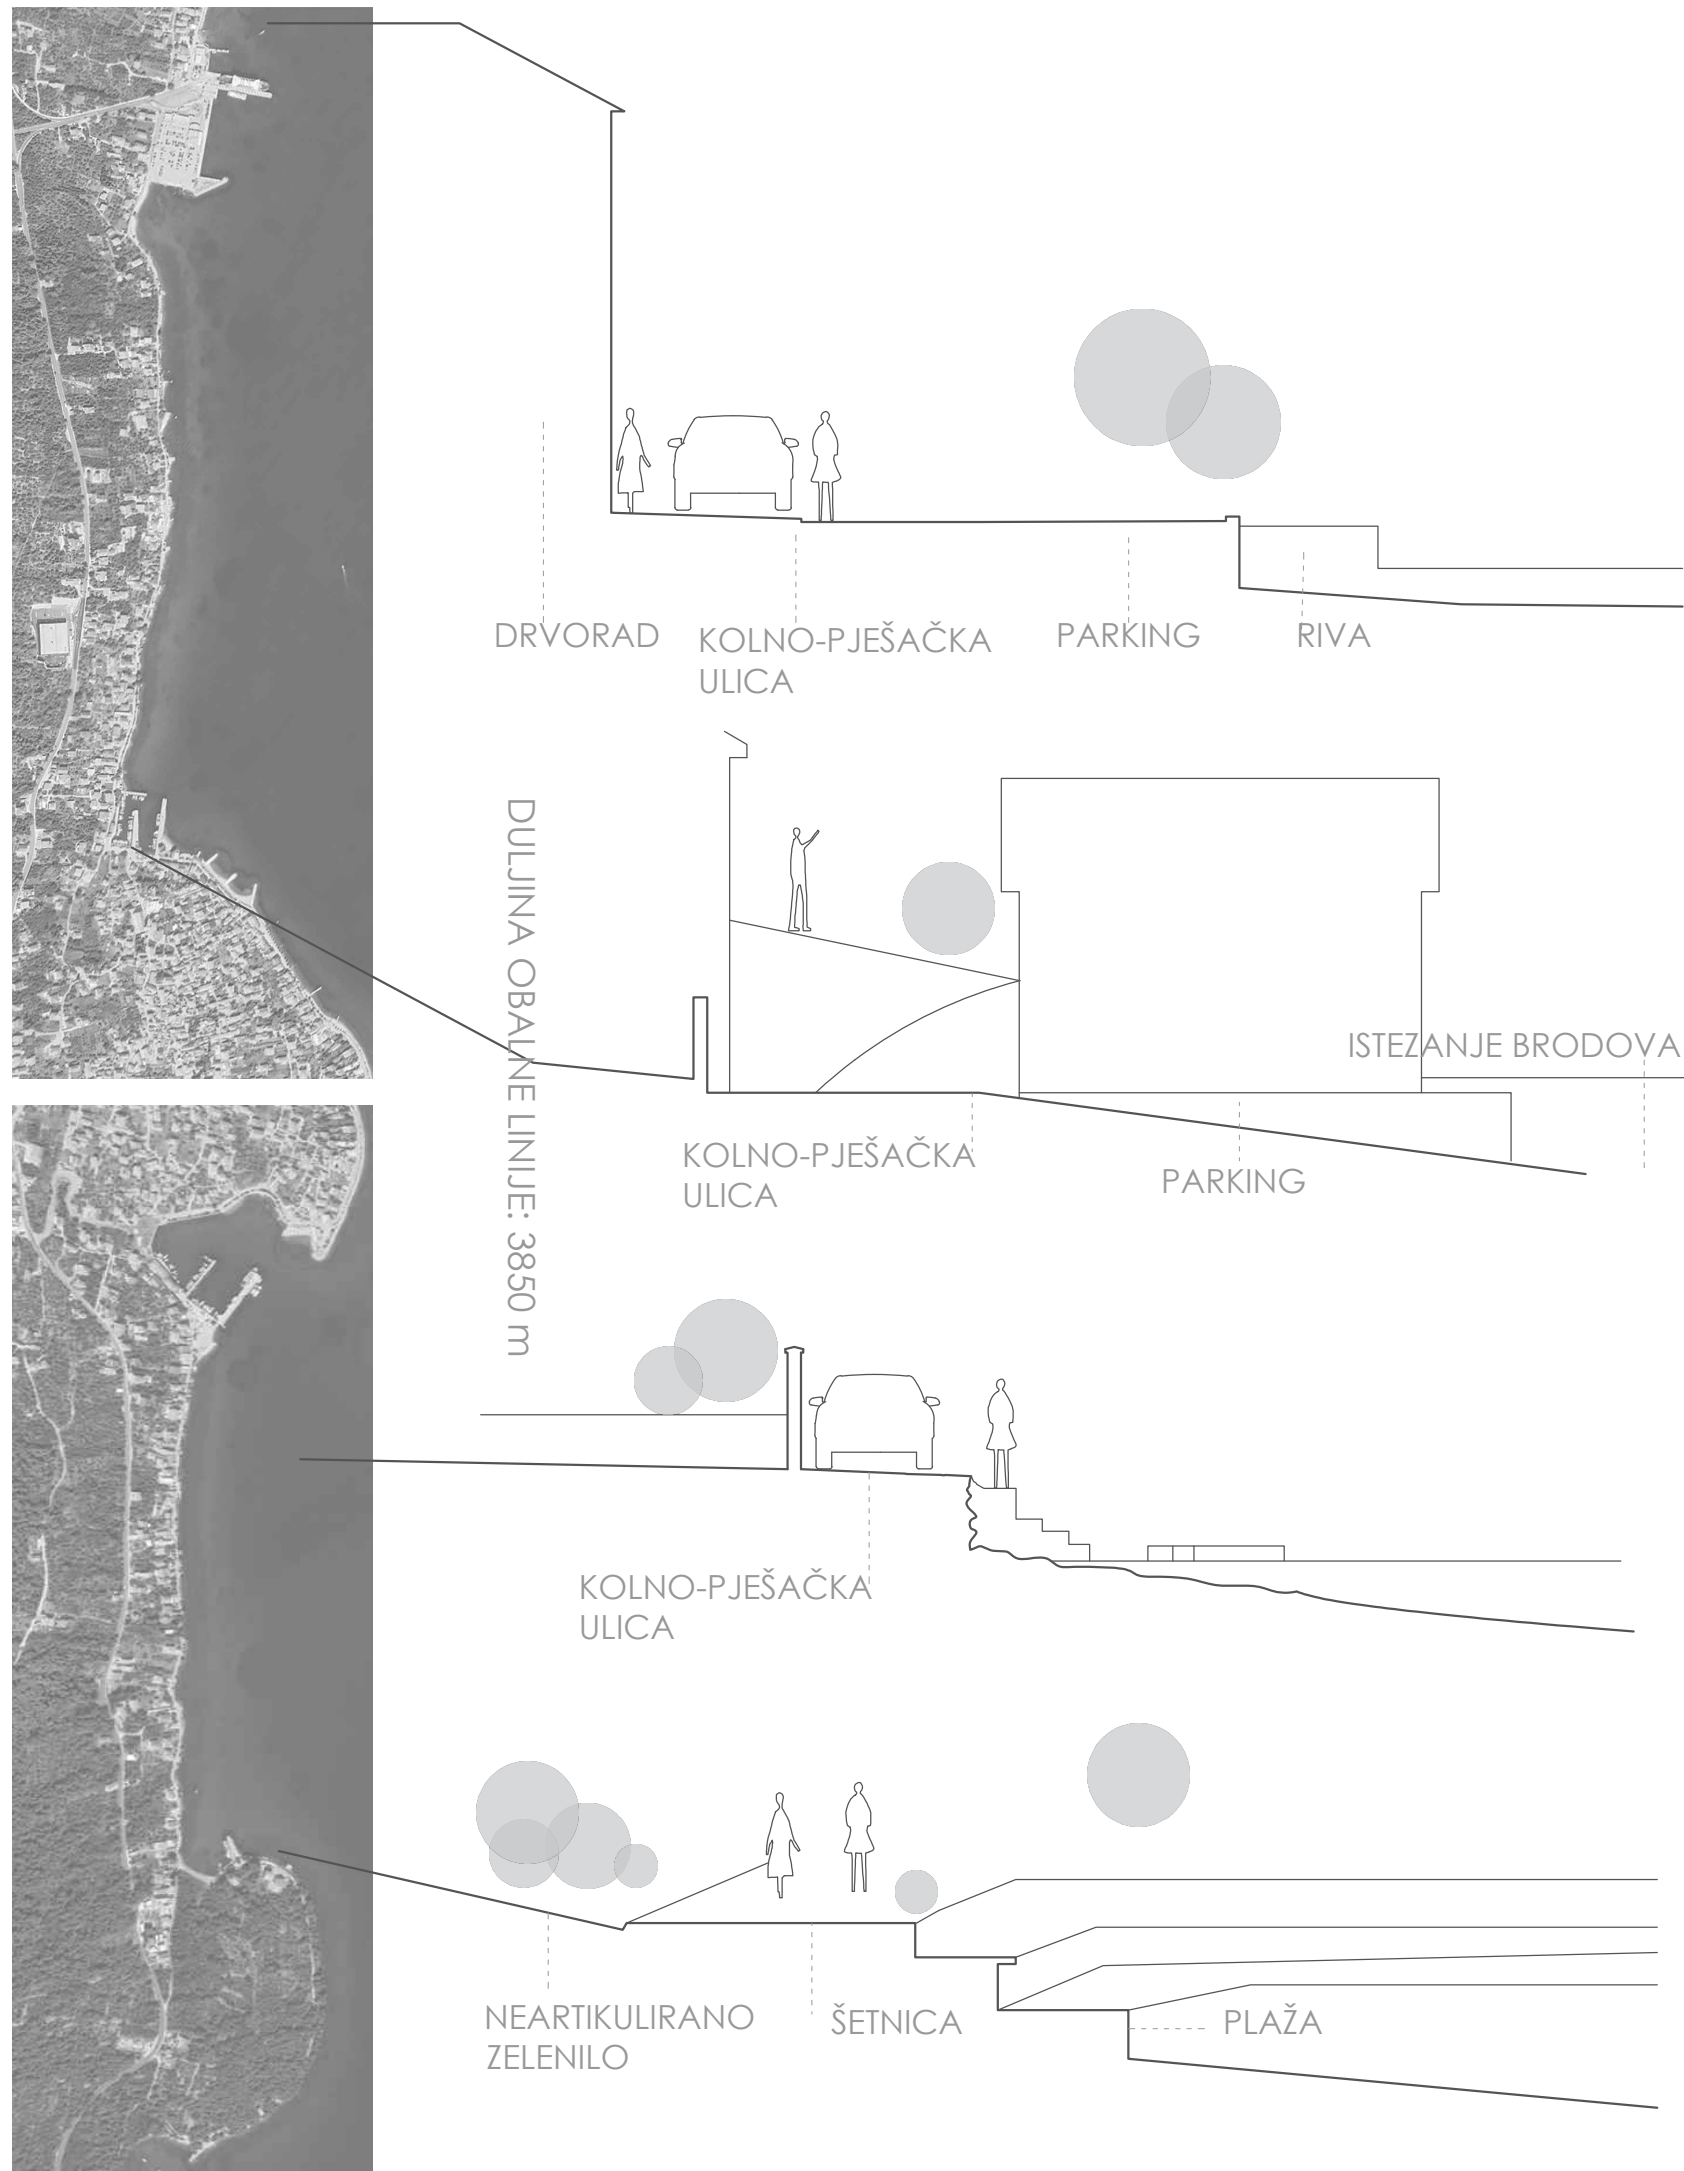 DRVORAD
KOLNO-PJEŠAČKA
ULICA
PARKING
RIVA
DULJINA OBALNE LINIJE: 3850 m
ISTEZANJE BRODOVA
KOLNO-PJEŠAČKA
ULICA
PARKING
KOLNO-PJEŠAČKA
ULICA
NEARTIKULIRANO
ZELENILO
ŠETNICA
PLAŽA